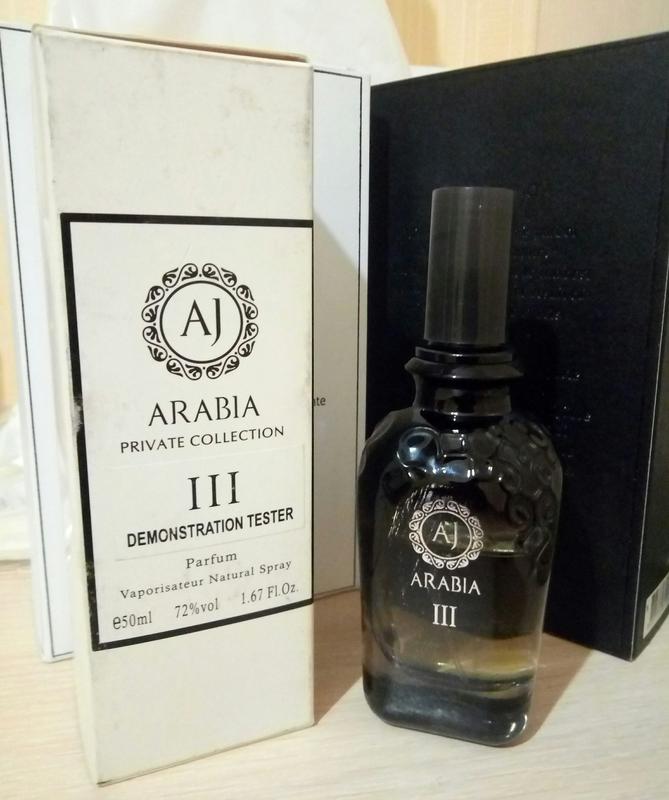 AJ
ARABIA
PRIVATE COLLECTION
III
DEMONSTRATION TESTER
Parfum
Vaporisateur Natural Spray
e50ml 72%vol 1.67 Fl.Oz.
AJ
ARABIA
III